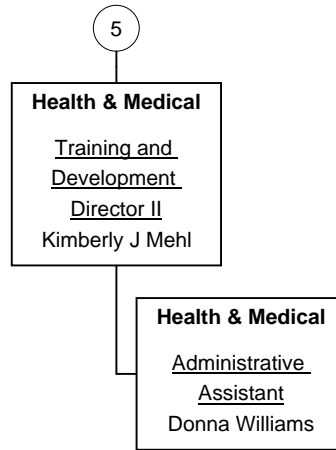 5
Health & Medical
Training and
Development
Director II
Kimberly J Mehl
Health & Medical
Administrative
Assistant
Donna Williams